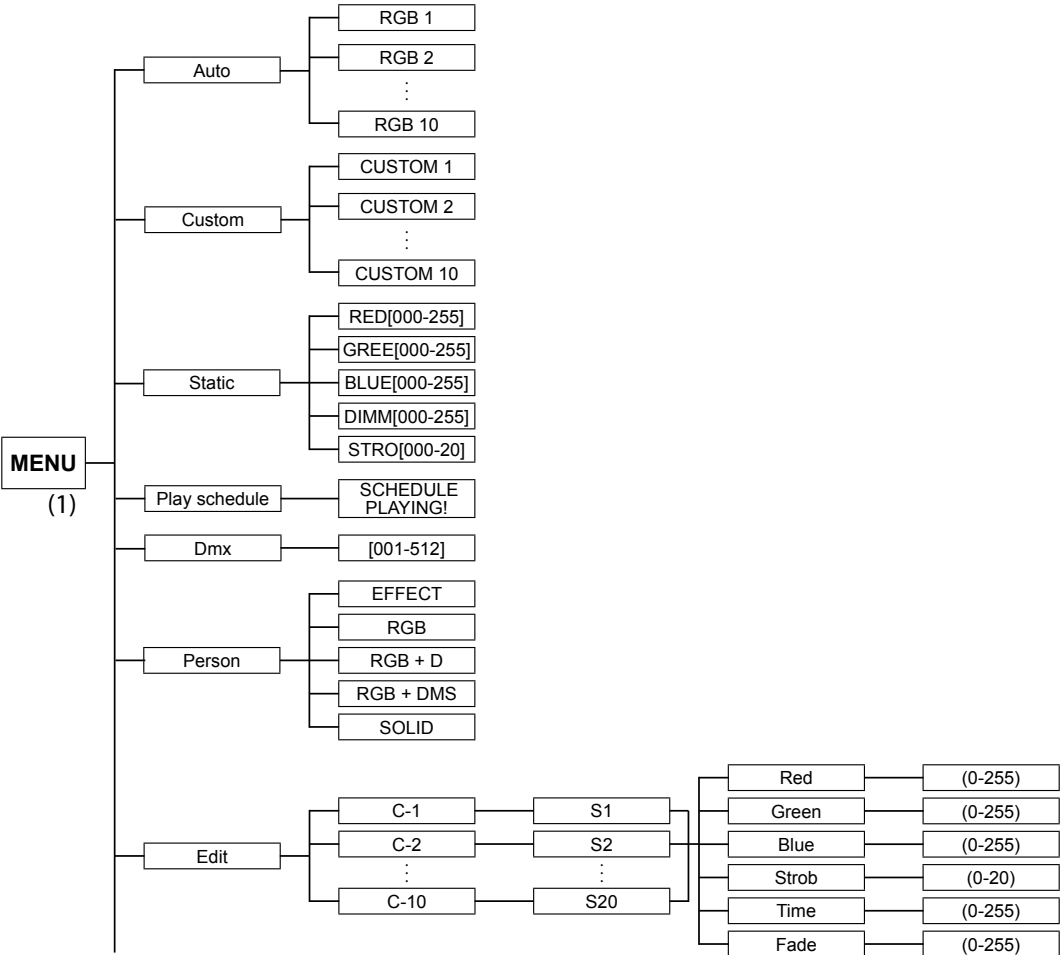 MENU
(1)
Auto
RGB 1
RGB 2
RGB 10
Custom
CUSTOM 1
CUSTOM 2
CUSTOM 10
Static
RED[000-255]
GREE[000-255]
BLUE[000-255]
DIMM[000-255]
STRO[000-20]
Play schedule
SCHEDULE
PLAYING!
Dmx
[001-512]
Person
EFFECT
RGB
RGB + D
RGB + DMS
SOLID
Edit
C-1
S1
C-2
S2
C-10
S20
Red
(0-255)
Green
(0-255)
Blue
(0-255)
Strob
(0-20)
Time
(0-255)
Fade
(0-255)